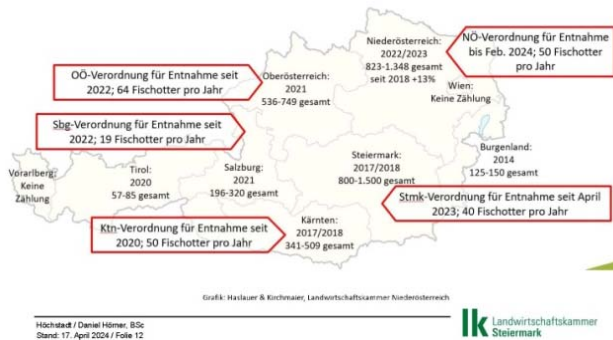 NÖ-Verordnung für Entnahme
bis Feb. 2024; 50 Fischotter
pro Jahr
Niederösterreich:
2022/2023
823-1.348 gesamt
seit 2018 +13%
OÖ-Verordnung für Entnahme seit
2022; 64 Fischotter pro Jahr
Oberösterreich:
2021
536-749 gesamt
Wien:
Keine Zählung
Sbg-Verordnung für Entnahme seit
2022; 19 Fischotter pro Jahr
Vorarlberg:
Keine
Zählung
Tirol:
2020
57-85 gesamt
Salzburg:
2021
196-320 gesamt
Steiermark:
2017/2018
800-1.500 gesamt
Burgenland:
2014
125-150 gesamt
Stmk-Verordnung für Entnahme seit April
2023; 40 Fischotter pro Jahr
Ktn-Verordnung für Entnahme seit
2020; 50 Fischotter pro Jahr
Kärnten:
2017/2018
341-509 gesamt
Grafik: Haslauer & Kirchmaier, Landwirtschaftskammer Niederösterreich
Höchstadt / Daniel Hörner, BSc
Stand: 17. April 2024 / Folie 12
lk Landwirtschaftskammer
Steiermark